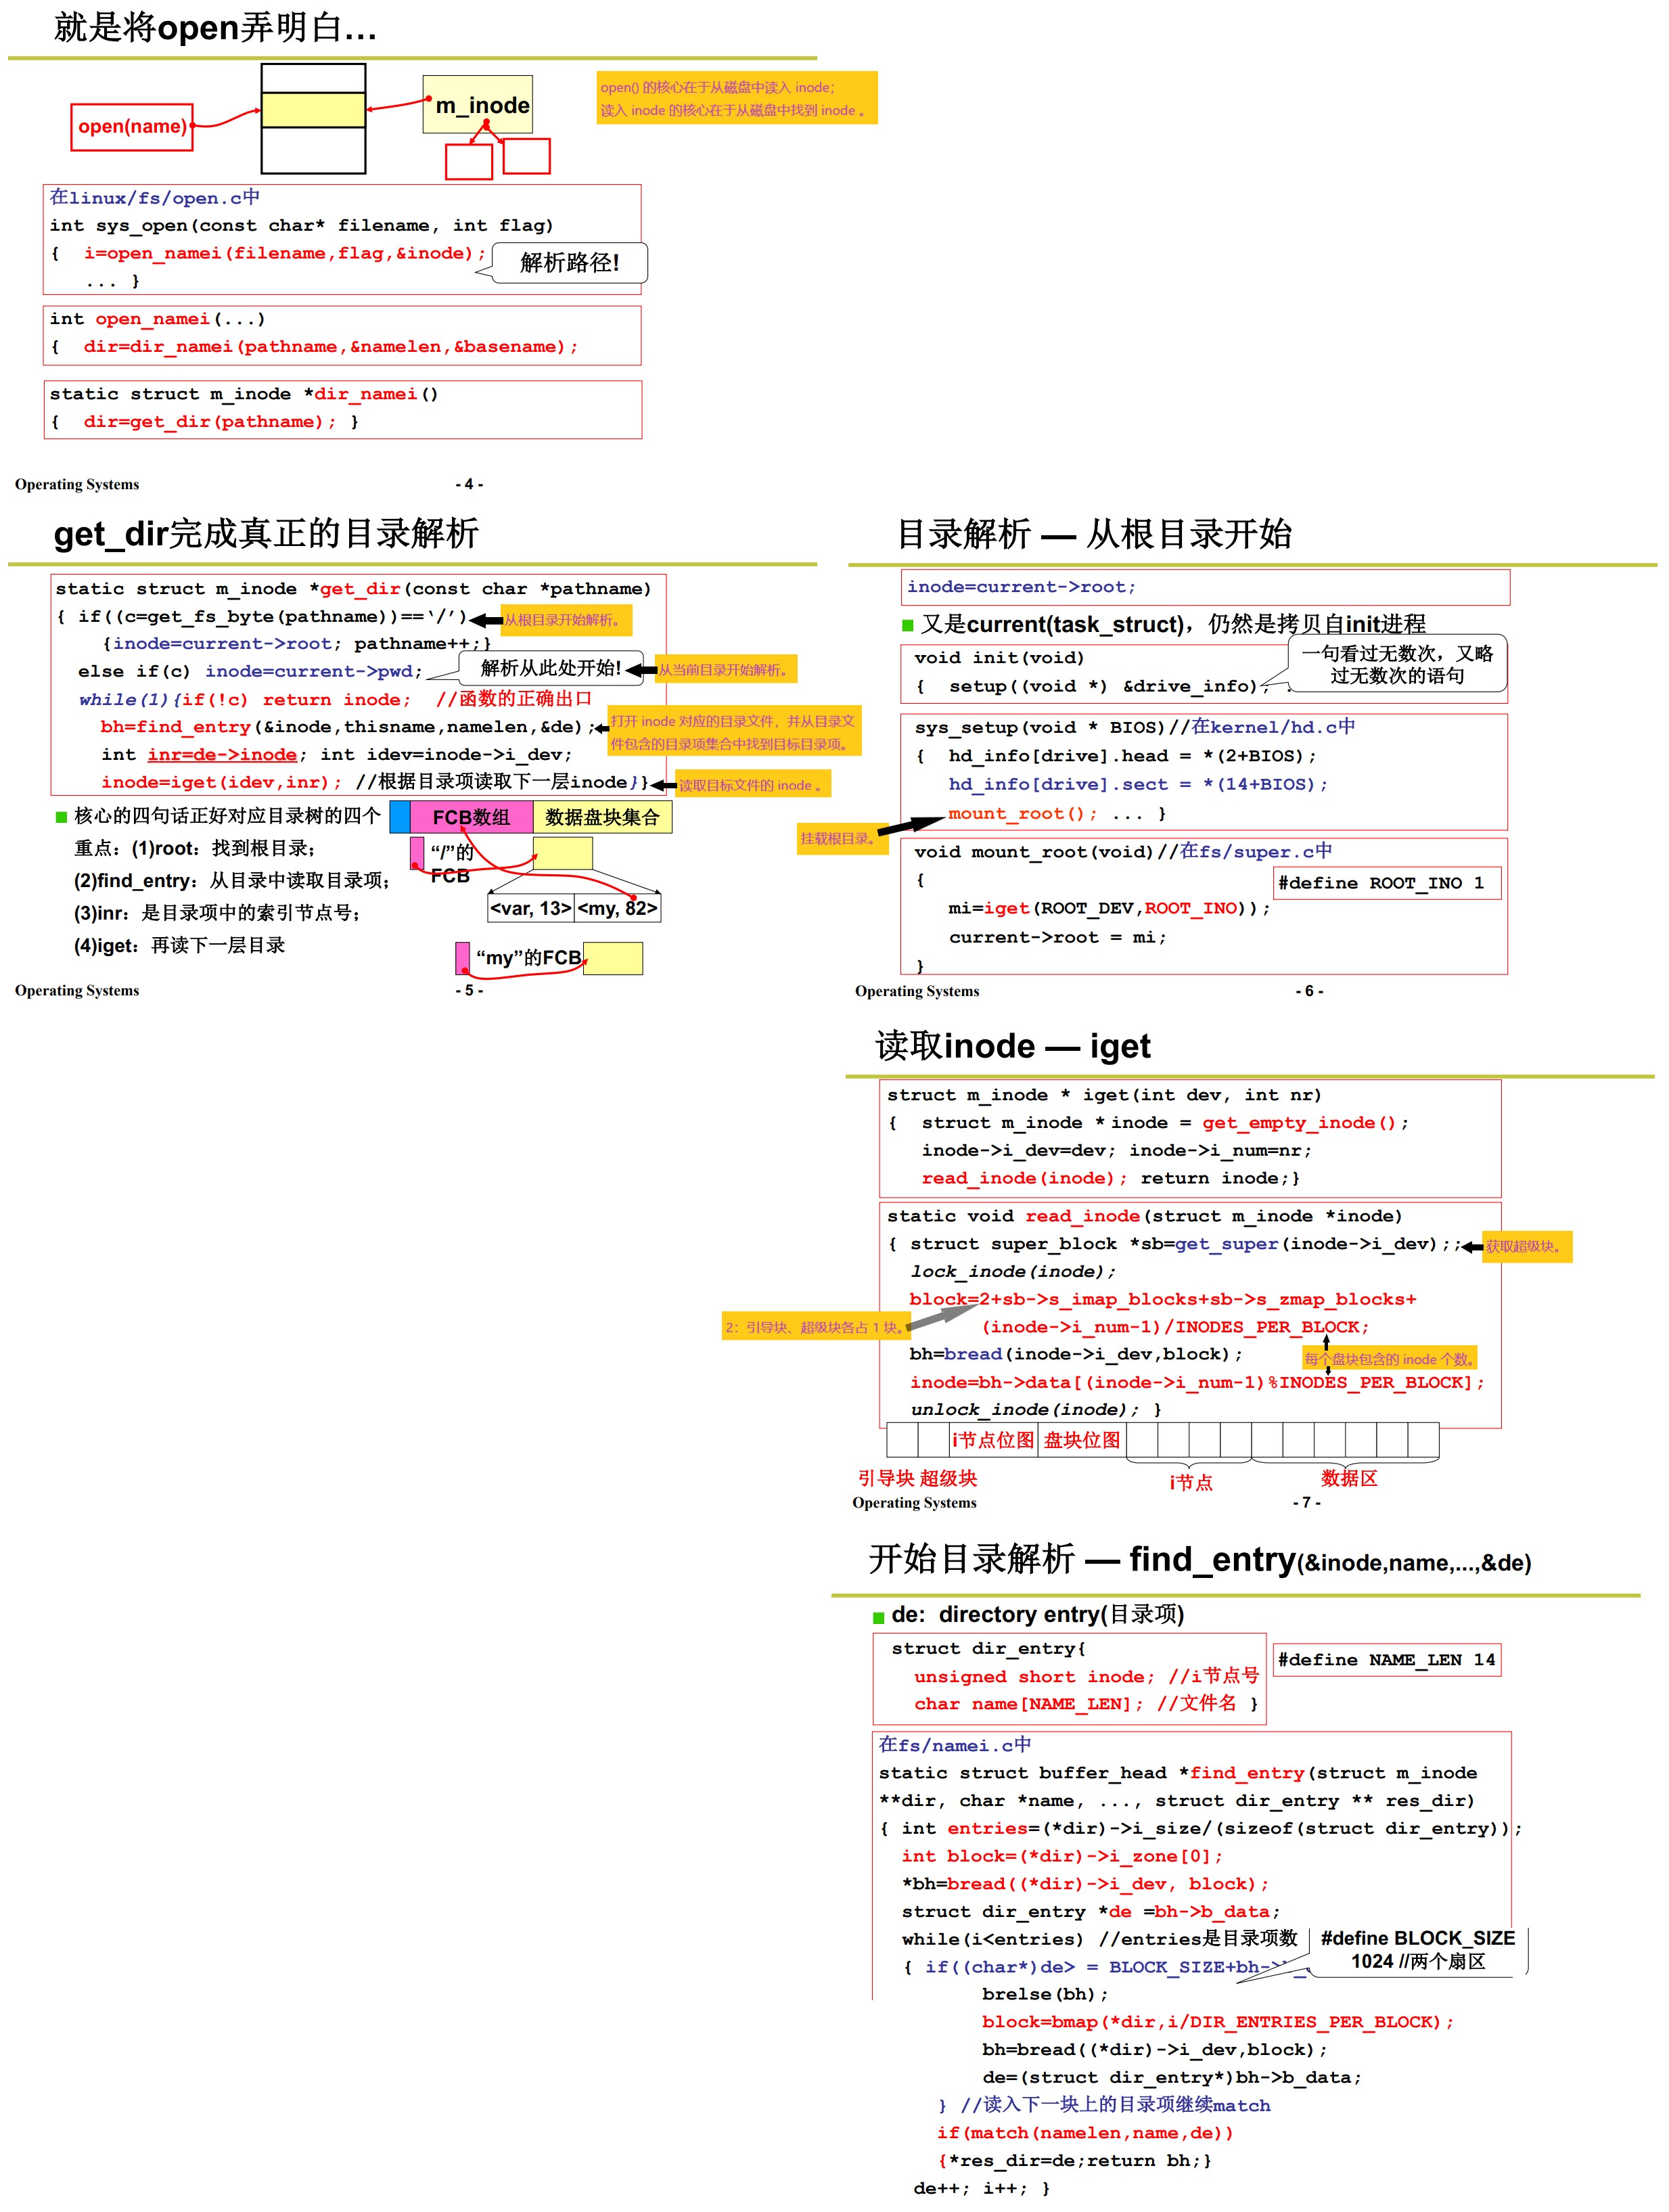 就是将open弄明白...
open(name)
m_inode
open() 的核心在于从磁盘中读入 inode；
读入 inode 的核心在于从磁盘中找到 inode 。
在linux/fs/open.c中
int sys_open(const char* filename, int flag)
{ i=open_namei(filename,flag,&inode);
解析路径!
... }
int open_namei(...)
{ dir=dir_namei(pathname,&namelen,&basename);
static struct m_inode *dir_namei()
{ dir=get_dir(pathname); }
Operating Systems
- 4 -
get_dir完成真正的目录解析
static struct m_inode *get_dir(const char *pathname)
{ if((c=get_fs_byte(pathname))==‘/’)
从根目录开始解析。
{inode=current->root; pathname++;}
else if(c) inode=current->pwd;
解析从此处开始!
从当前目录开始解析。
while(1){if(!c) return inode; //函数的正确出口
bh=find_entry(&inode,thisname,namelen,&de);
打开 inode 对应的目录文件，并从目录文
件包含的目录项集合中找到目标目录项。
int inr=de->inode; int idev=inode->i_dev;
inode=iget(idev,inr); //根据目录项读取下一层inode}}
读取目标文件的 inode 。
核心的四句话正好对应目录树的四个
重点：(1)root：找到根目录；
(2)find_entry：从目录中读取目录项；
(3)inr：是目录项中的索引节点号；
(4)iget：再读下一层目录
FCB数组
数据盘块集合
“/”的
FCB
<var, 13>
<my, 82>
“my”的FCB
Operating Systems
- 5 -
目录解析 — 从根目录开始
inode=current->root;
又是current(task_struct)，仍然是拷贝自init进程
void init(void)
{ setup((void *) &drive_info);
一句看过无数次，又略
过无数次的语句
sys_setup(void * BIOS)//在kernel/hd.c中
{ hd_info[drive].head = *(2+BIOS);
hd_info[drive].sect = *(14+BIOS);
mount_root(); ... }
挂载根目录。
void mount_root(void)//在fs/super.c中
{
#define ROOT_INO 1
mi=iget(ROOT_DEV,ROOT_INO));
current->root = mi;
}
Operating Systems
- 6 -
读取inode — iget
struct m_inode * iget(int dev, int nr)
{ struct m_inode * inode = get_empty_inode();
inode->i_dev=dev; inode->i_num=nr;
read_inode(inode); return inode;}
static void read_inode(struct m_inode *inode)
{ struct super_block *sb=get_super(inode->i_dev);;
获取超级块。
lock_inode(inode);
block=2+sb->s_imap_blocks+sb->s_zmap_blocks+
2：引导块、超级块各占 1 块。
(inode->i_num-1)/INODES_PER_BLOCK;
bh=bread(inode->i_dev,block);
每个盘块包含的 inode 个数。
inode=bh->data[(inode->i_num-1)%INODES_PER_BLOCK];
unlock_inode(inode); }
i节点位图
盘块位图
引导块 超级块
i节点
数据区
Operating Systems
- 7 -
开始目录解析 — find_entry(&inode,name,...,&de)
de: directory entry(目录项)
struct dir_entry{
unsigned short inode; //i节点号
char name[NAME_LEN]; //文件名 }
#define NAME_LEN 14
在fs/namei.c中
static struct buffer_head *find_entry(struct m_inode
**dir, char *name, ..., struct dir_entry ** res_dir)
{ int entries=(*dir)->i_size/(sizeof(struct dir_entry));
int block=(*dir)->i_zone[0];
*bh=bread((*dir)->i_dev, block);
struct dir_entry *de =bh->b_data;
while(i<entries) //entries是目录项数
#define BLOCK_SIZE
1024 //两个扇区
{ if((char*)de> = BLOCK_SIZE+bh->
brelse(bh);
block=bmap(*dir,i/DIR_ENTRIES_PER_BLOCK);
bh=bread((*dir)->i_dev,block);
de=(struct dir_entry*)bh->b_data;
} //读入下一块上的目录项继续match
if(match(namelen,name,de))
{*res_dir=de;return bh;}
de++; i++; }